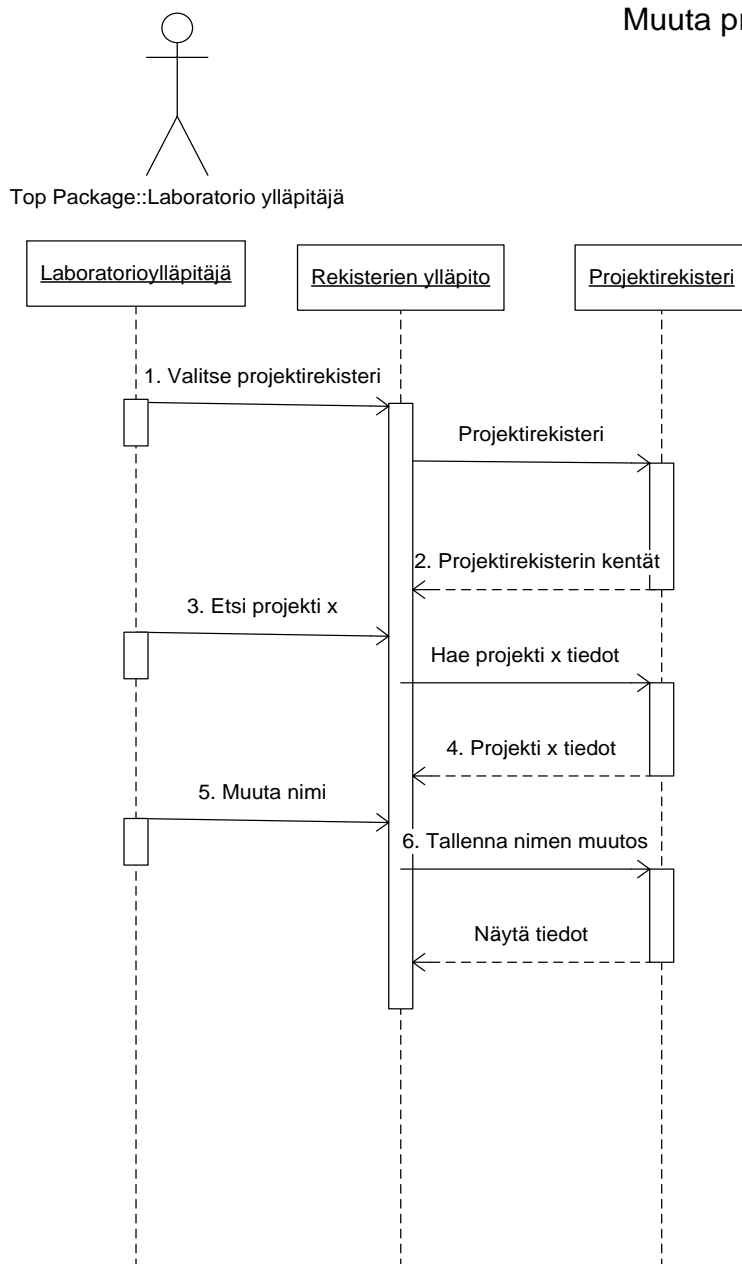 Muuta pr
Top Package::Laboratorio ylläpitäjä
Laboratorioylläpitäjä
Rekisterien ylläpito
Projektirekisteri
1. Valitse projektirekisteri
Projektirekisteri
2. Projektirekisterin kentät
3. Etsi projekti x
Hae projekti x tiedot
4. Projekti x tiedot
5. Muuta nimi
6. Tallenna nimen muutos
Näytä tiedot